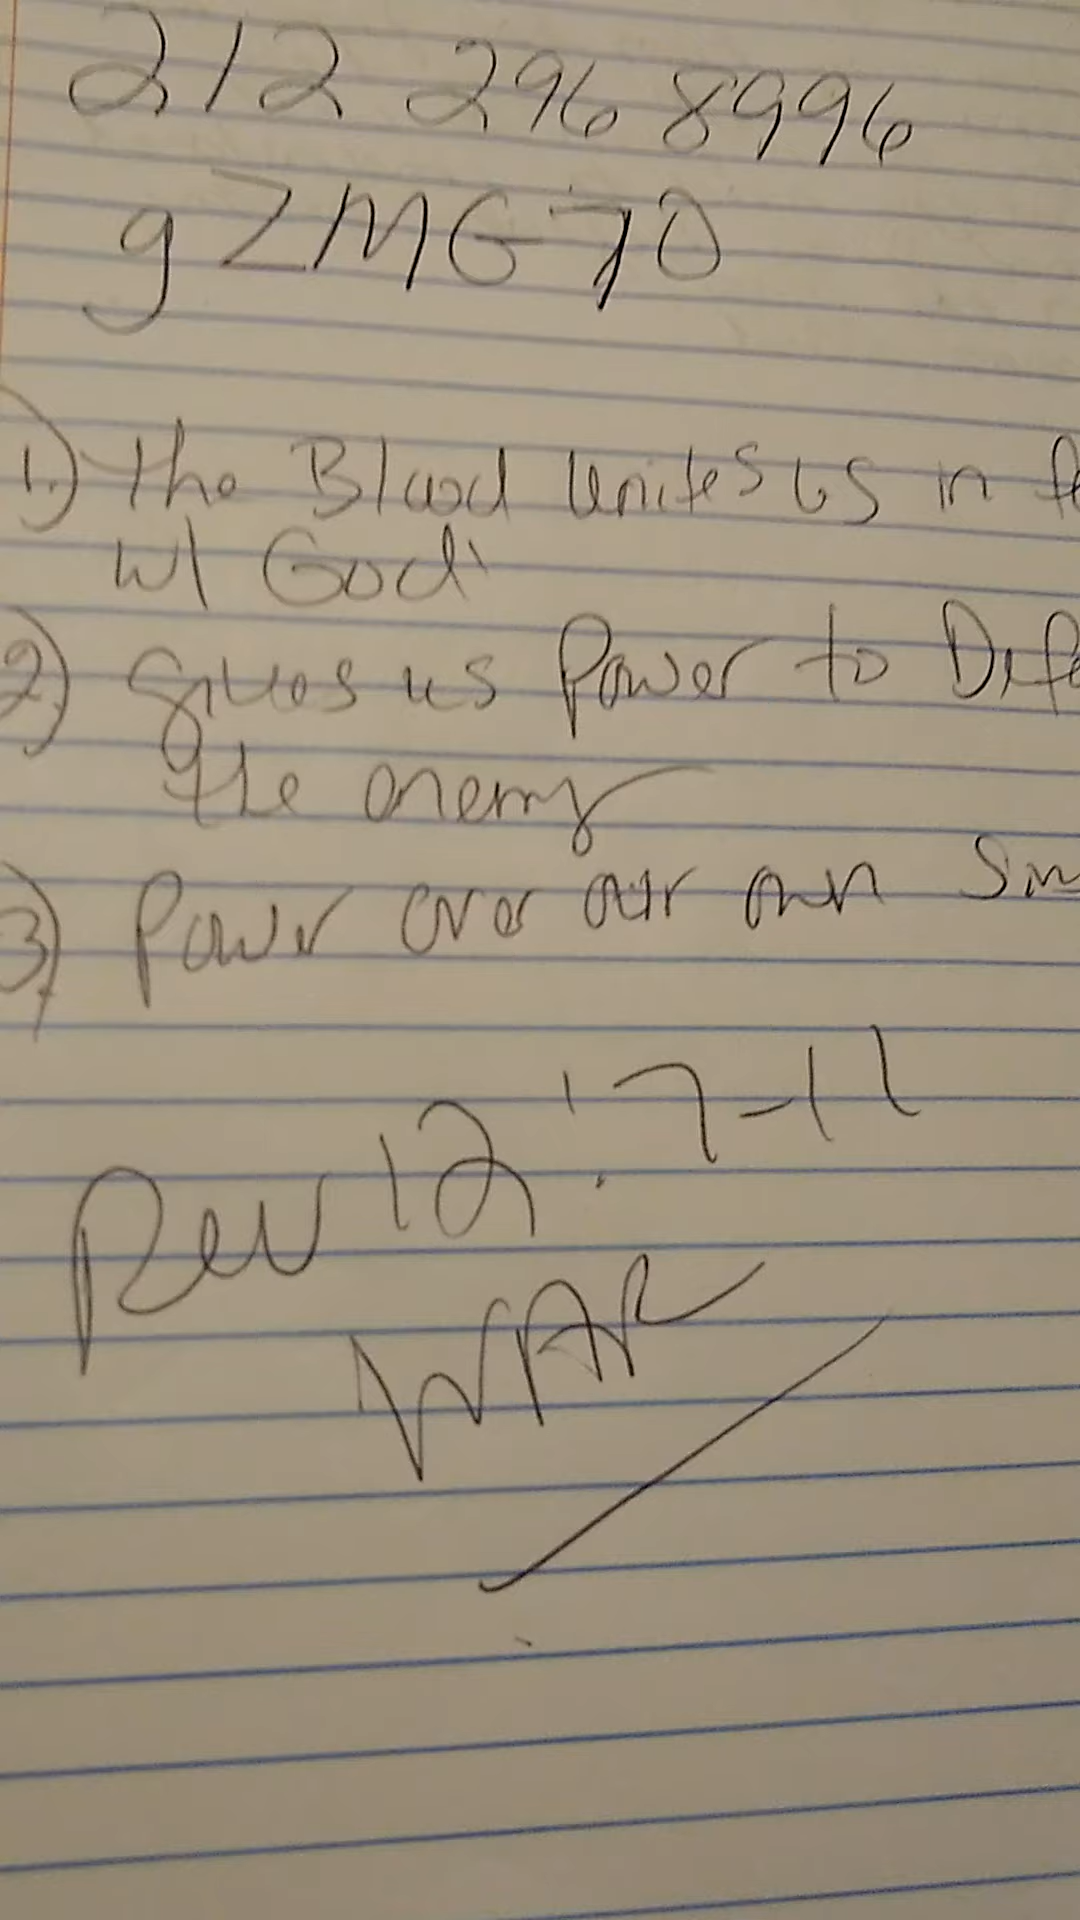 212 296 8996
gZMG70
1.) The Blood Unites us in
w/ God
2.) Gives us Power to
the enemy
3.) Power over our own
Rev 12:7-11
WAR